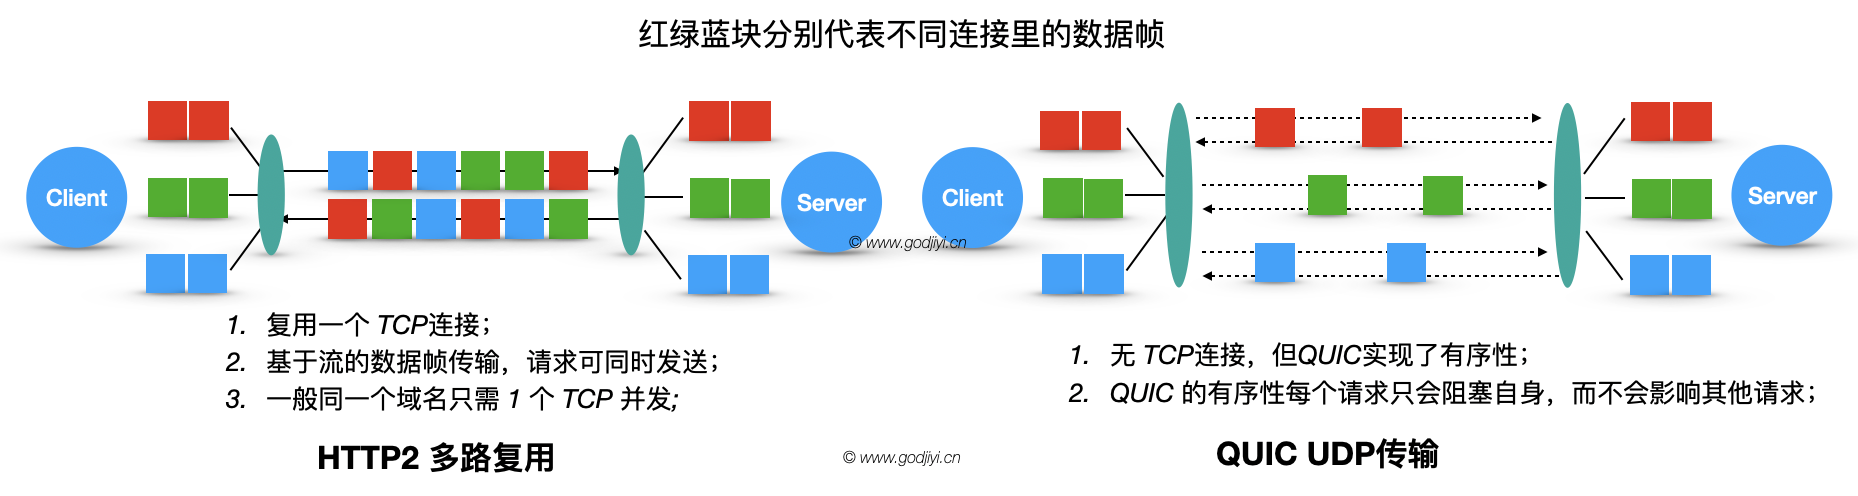 红绿蓝块分别代表不同连接里的数据帧
Client
Server
© www.godjiyi.cn
1. 复用一个 TCP连接；
2. 基于流的数据帧传输，请求可同时发送；
3. 一般同一个域名只需 1 个 TCP 并发;
HTTP2 多路复用
Client
Server
1. 无 TCP连接，但QUIC实现了有序性；
2. QUIC 的有序性每个请求只会阻塞自身，而不会影响其他请求；
QUIC UDP传输
© www.godjiyi.cn